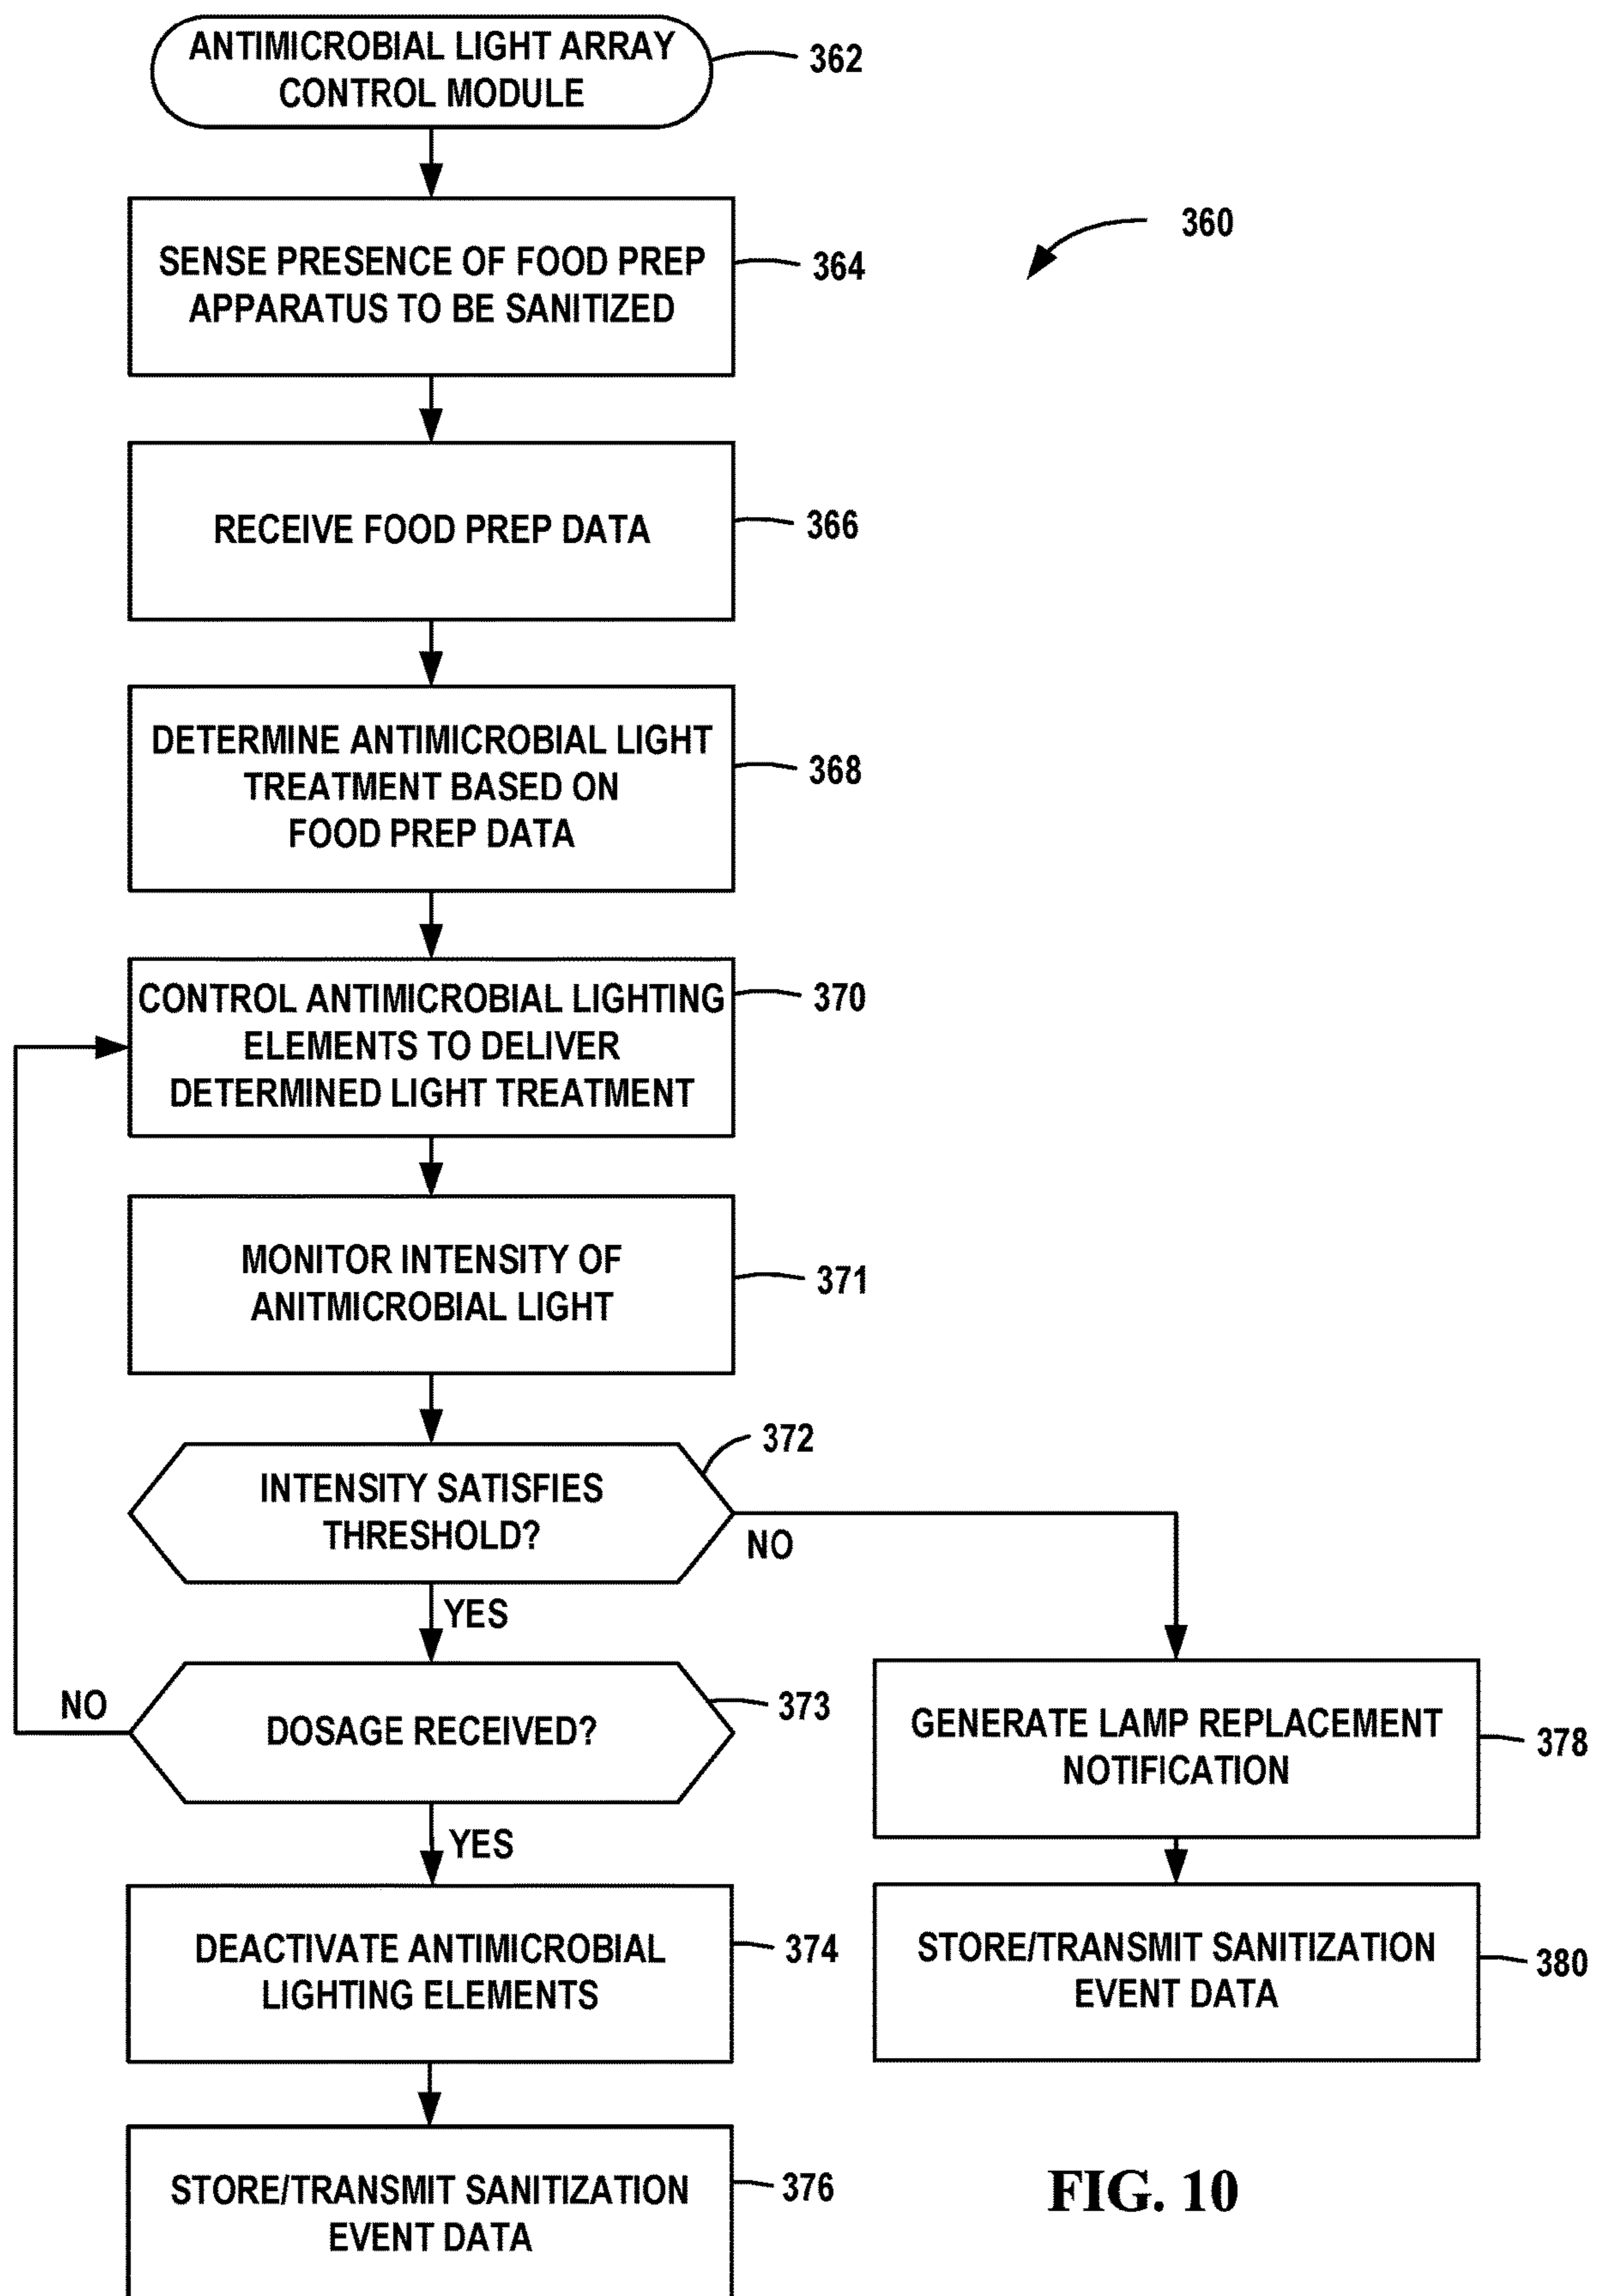 ANTIMICROBIAL LIGHT ARRAY
CONTROL MODULE
362
360
SENSE PRESENCE OF FOOD PREP
APPARATUS TO BE SANITIZED
364
RECEIVE FOOD PREP DATA
366
DETERMINE ANTIMICROBIAL LIGHT
TREATMENT BASED ON
FOOD PREP DATA
368
CONTROL ANTIMICROBIAL LIGHTING
ELEMENTS TO DELIVER
DETERMINED LIGHT TREATMENT
370
MONITOR INTENSITY OF
ANITMICROBIAL LIGHT
371
INTENSITY SATISFIES
THRESHOLD?
372
NO
YES
DOSAGE RECEIVED?
373
NO
YES
GENERATE LAMP REPLACEMENT
NOTIFICATION
378
DEACTIVATE ANTIMICROBIAL
LIGHTING ELEMENTS
374
STORE/TRANSMIT SANITIZATION
EVENT DATA
380
STORE/TRANSMIT SANITIZATION
EVENT DATA
376
FIG. 10